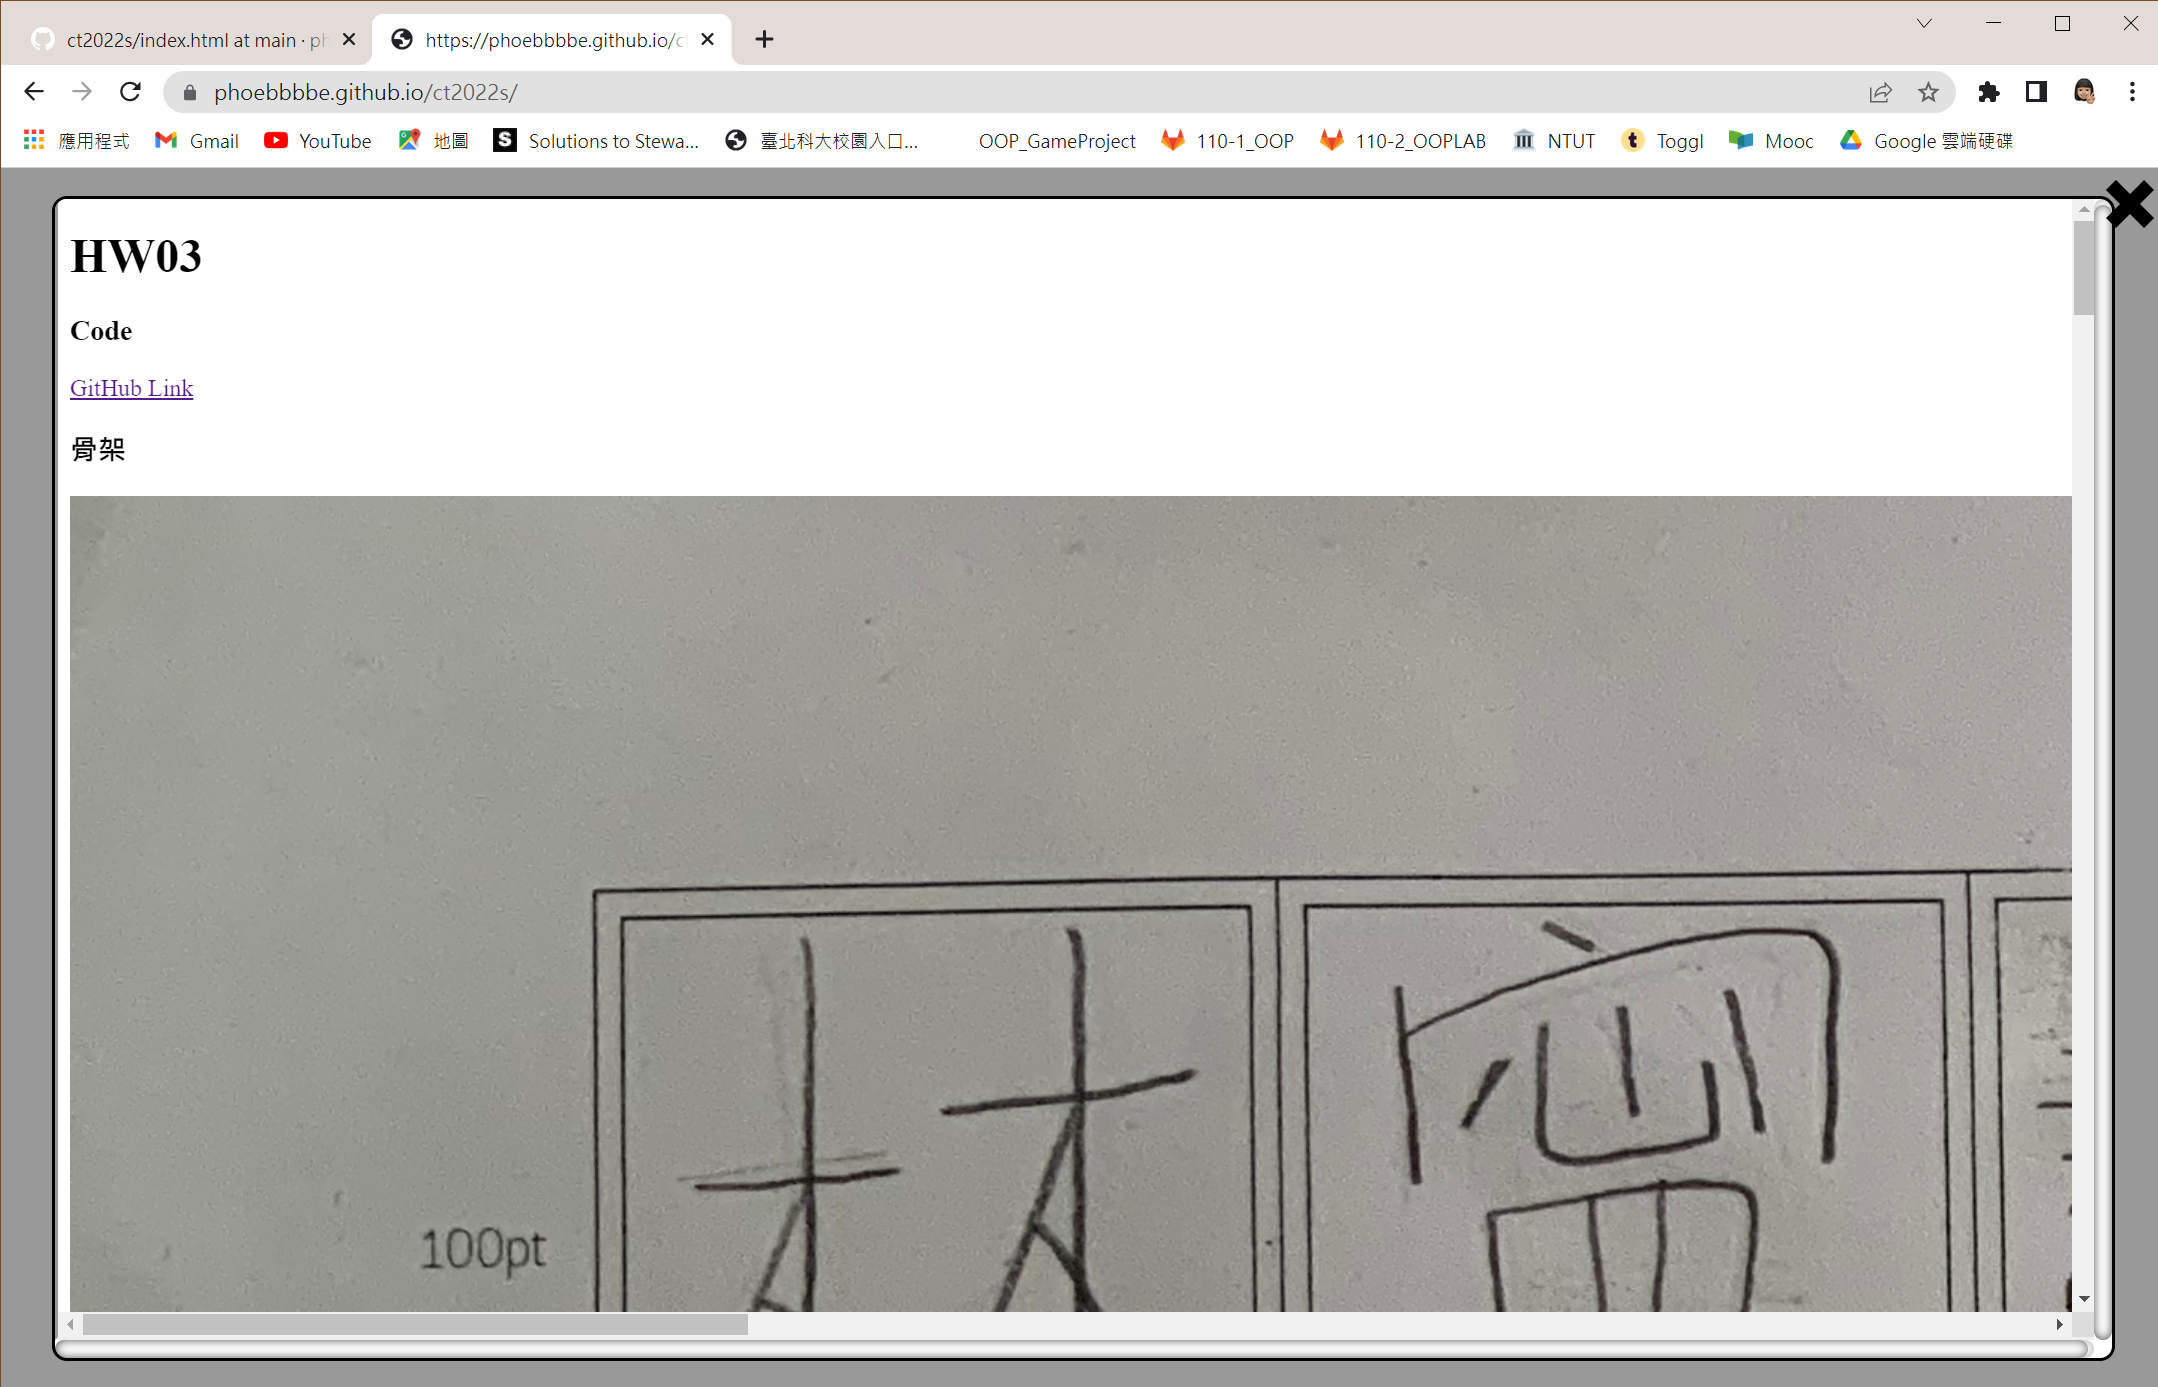 ct2022s/index.html at main · ph
https://phoebbbbe.github.io/ct
phoebbbbe.github.io/ct2022s/
應用程式 Gmail YouTube 地圖 Solutions to Stewa... 臺北科大校園入口... OOP_GameProject 110-1_OOP 110-2_OOPLAB NTUT Toggl Mooc Google 雲端硬碟
HW03
Code
GitHub Link
骨架
100pt
林